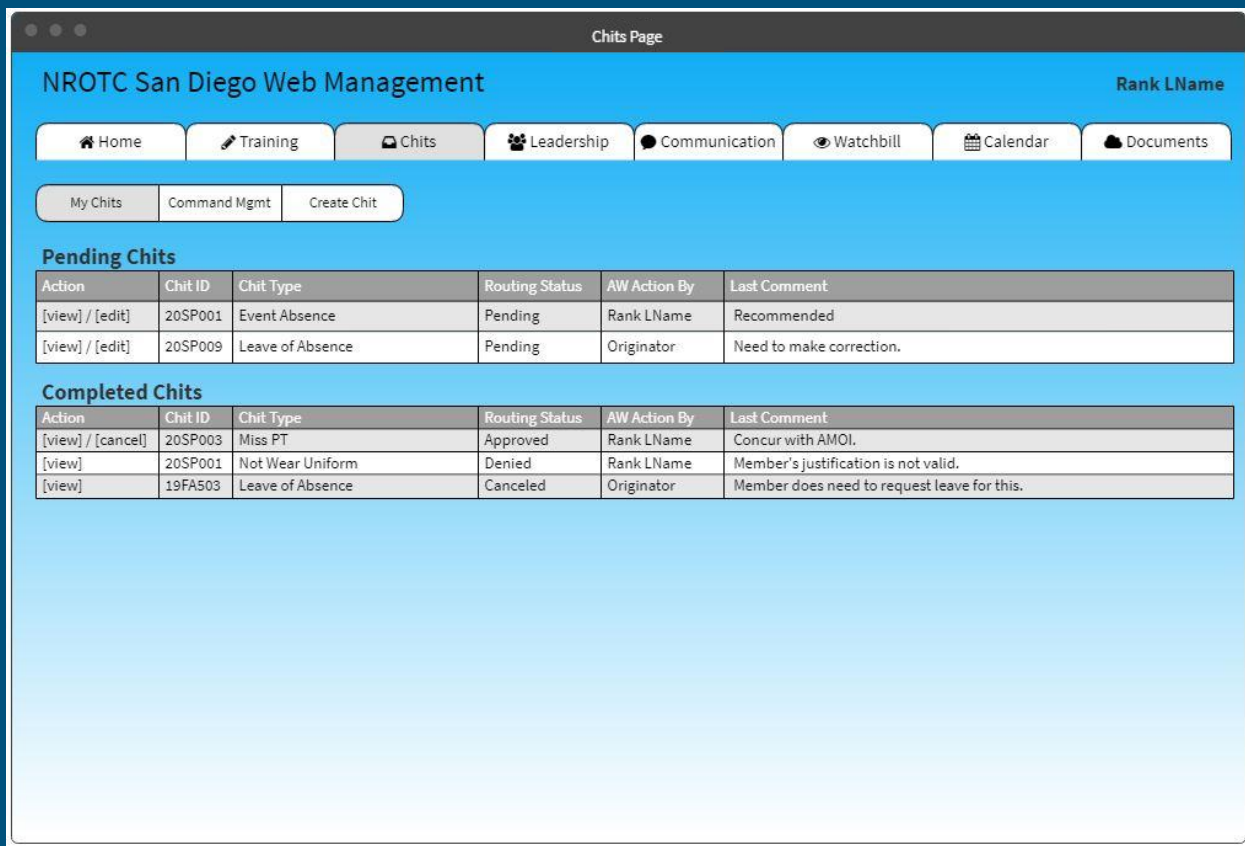 Chits Page
NROTC San Diego Web Management
Rank LName
Home Training Chits Leadership Communication Watchbill Calendar Documents
My Chits Command Mgmt Create Chit
Pending Chits
Action Chit ID Chit Type Routing Status AW Action By Last Comment
[view] / [edit] 20SP001 Event Absence Pending Rank LName Recommended
[view] / [edit] 20SP009 Leave of Absence Pending Originator Need to make correction.
Completed Chits
Action Chit ID Chit Type Routing Status AW Action By Last Comment
[view] / [cancel] 20SP003 Miss PT Approved Rank LName Concur with AMOI.
[view] 20SP001 Not Wear Uniform Denied Rank LName Member's justification is not valid.
[view] 19FA503 Leave of Absence Canceled Originator Member does need to request leave for this.